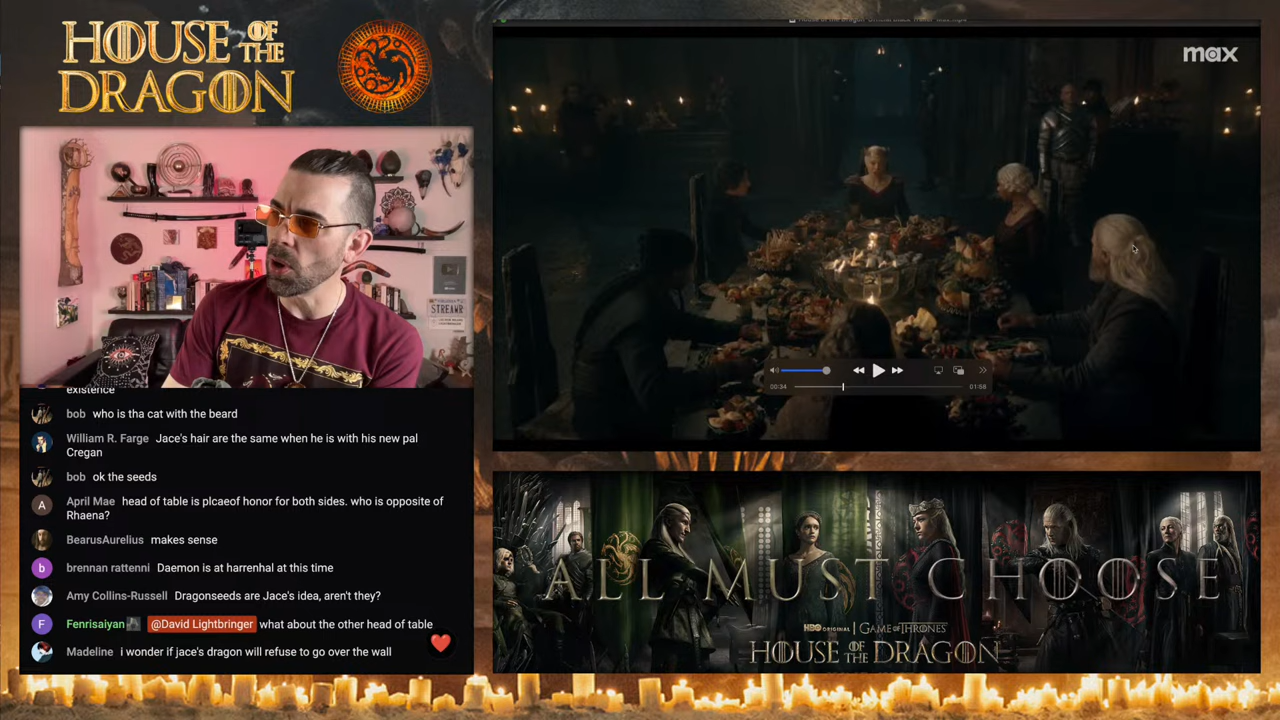 HOUSE OF THE
DRAGON
max
STREAWR
00:34
01:58
existence
bob who is tha cat with the beard
William R. Farge Jace's hair are the same when he is with his new pal
Cregan
bob ok the seeds
April Mae head of table is plcaeof honor for both sides. who is opposite of
Rhaena?
BearusAurelius makes sense
brennan rattenni Daemon is at harrenhal at this time
Amy Collins-Russell Dragonseeds are Jace's idea, aren't they?
Fenrisaiyan @David Lightbringer what about the other head of table
Madeline i wonder if jace's dragon will refuse to go over the wall
ALL MUST CHOOSE
HBO ORIGINAL | GAME OF THRONES
HOUSE OF THE DRAGON